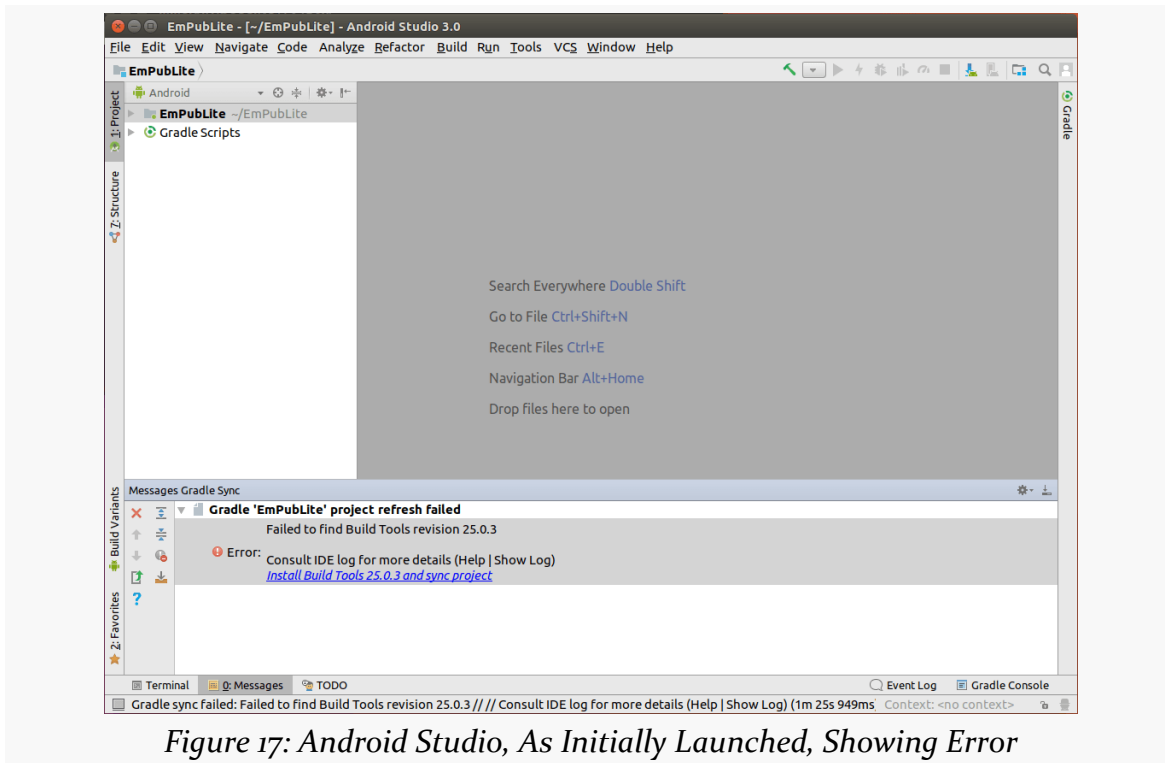 EmPubLite - [~/EmPubLite] - Android Studio 3.0
File Edit View Navigate Code Analyze Refactor Build Run Tools VCS Window Help
EmPubLite
Android
1: Project
EmPubLite ~/EmPubLite
Gradle Scripts
Gradle
7: Structure
Search Everywhere Double Shift
Go to File Ctrl+Shift+N
Recent Files Ctrl+E
Navigation Bar Alt+Home
Drop files here to open
Build Variants
2: Favorites
Messages Gradle Sync
Gradle 'EmPubLite' project refresh failed
Failed to find Build Tools revision 25.0.3
Error:
Consult IDE log for more details (Help | Show Log)
Install Build Tools 25.0.3 and sync project
Terminal 0: Messages TODO Event Log Gradle Console
Gradle sync failed: Failed to find Build Tools revision 25.0.3 // // Consult IDE log for more details (Help | Show Log) (1m 25s 949ms) Context: <no context>
Figure 17: Android Studio, As Initially Launched, Showing Error